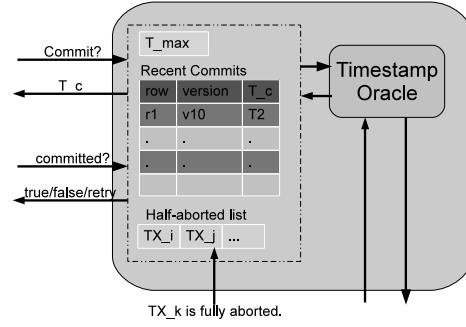 Commit?
T_c
committed?
true/false/retry
T_max
Recent Commits
row version T_c
r1 v10 T2
. . .
. . .
Half-aborted list
TX_i TX_j ...
TX_k is fully aborted.
Timestamp
Oracle